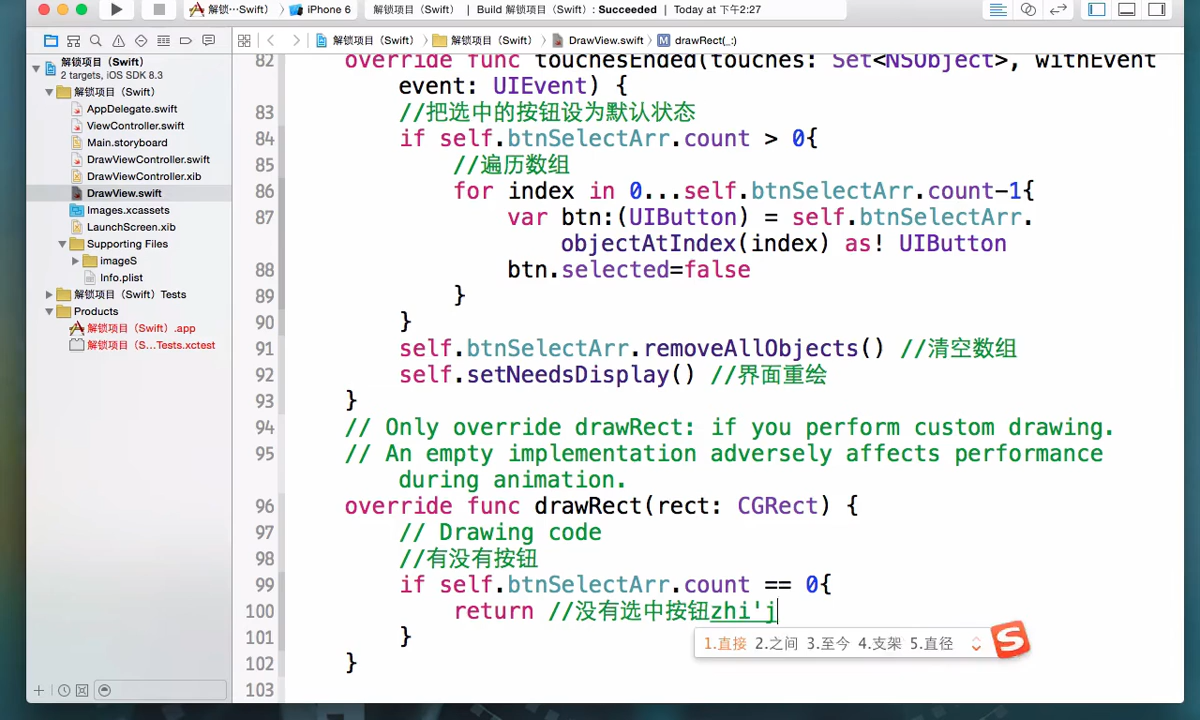 解锁...Swift） iPhone 6 解锁项目（Swift） | Build 解锁项目（Swift）: Succeeded | Today at 下午2:27
解锁项目（Swift） 解锁项目（Swift） DrawView.swift M drawRect(_:)
解锁项目（Swift）
2 targets, iOS SDK 8.3
解锁项目（Swift）
AppDelegate.swift
ViewController.swift
Main.storyboard
DrawViewController.swift
DrawViewController.xib
DrawView.swift
Images.xcassets
LaunchScreen.xib
Supporting Files
imageS
Info.plist
解锁项目（Swift）Tests
Products
解锁项目（Swift）.app
解锁项目（S...Tests.xctest
82 override func touchesEnded(touches: Set<NSObject>, withEvent
event: UIEvent) {
83 //把选中的按钮设为默认状态
84 if self.btnSelectArr.count > 0{
85 //遍历数组
86 for index in 0...self.btnSelectArr.count-1{
87 var btn:(UIButton) = self.btnSelectArr.
objectAtIndex(index) as! UIButton
88 btn.selected=false
89 }
90 }
91 self.btnSelectArr.removeAllObjects() //清空数组
92 self.setNeedsDisplay() //界面重绘
93 }
94 // Only override drawRect: if you perform custom drawing.
95 // An empty implementation adversely affects performance
during animation.
96 override func drawRect(rect: CGRect) {
97 // Drawing code
98 //有没有按钮
99 if self.btnSelectArr.count == 0{
100 return //没有选中按钮zhi'j
101 }
1.直接 2.之间 3.至今 4.支架 5.直径 S
102 }
103